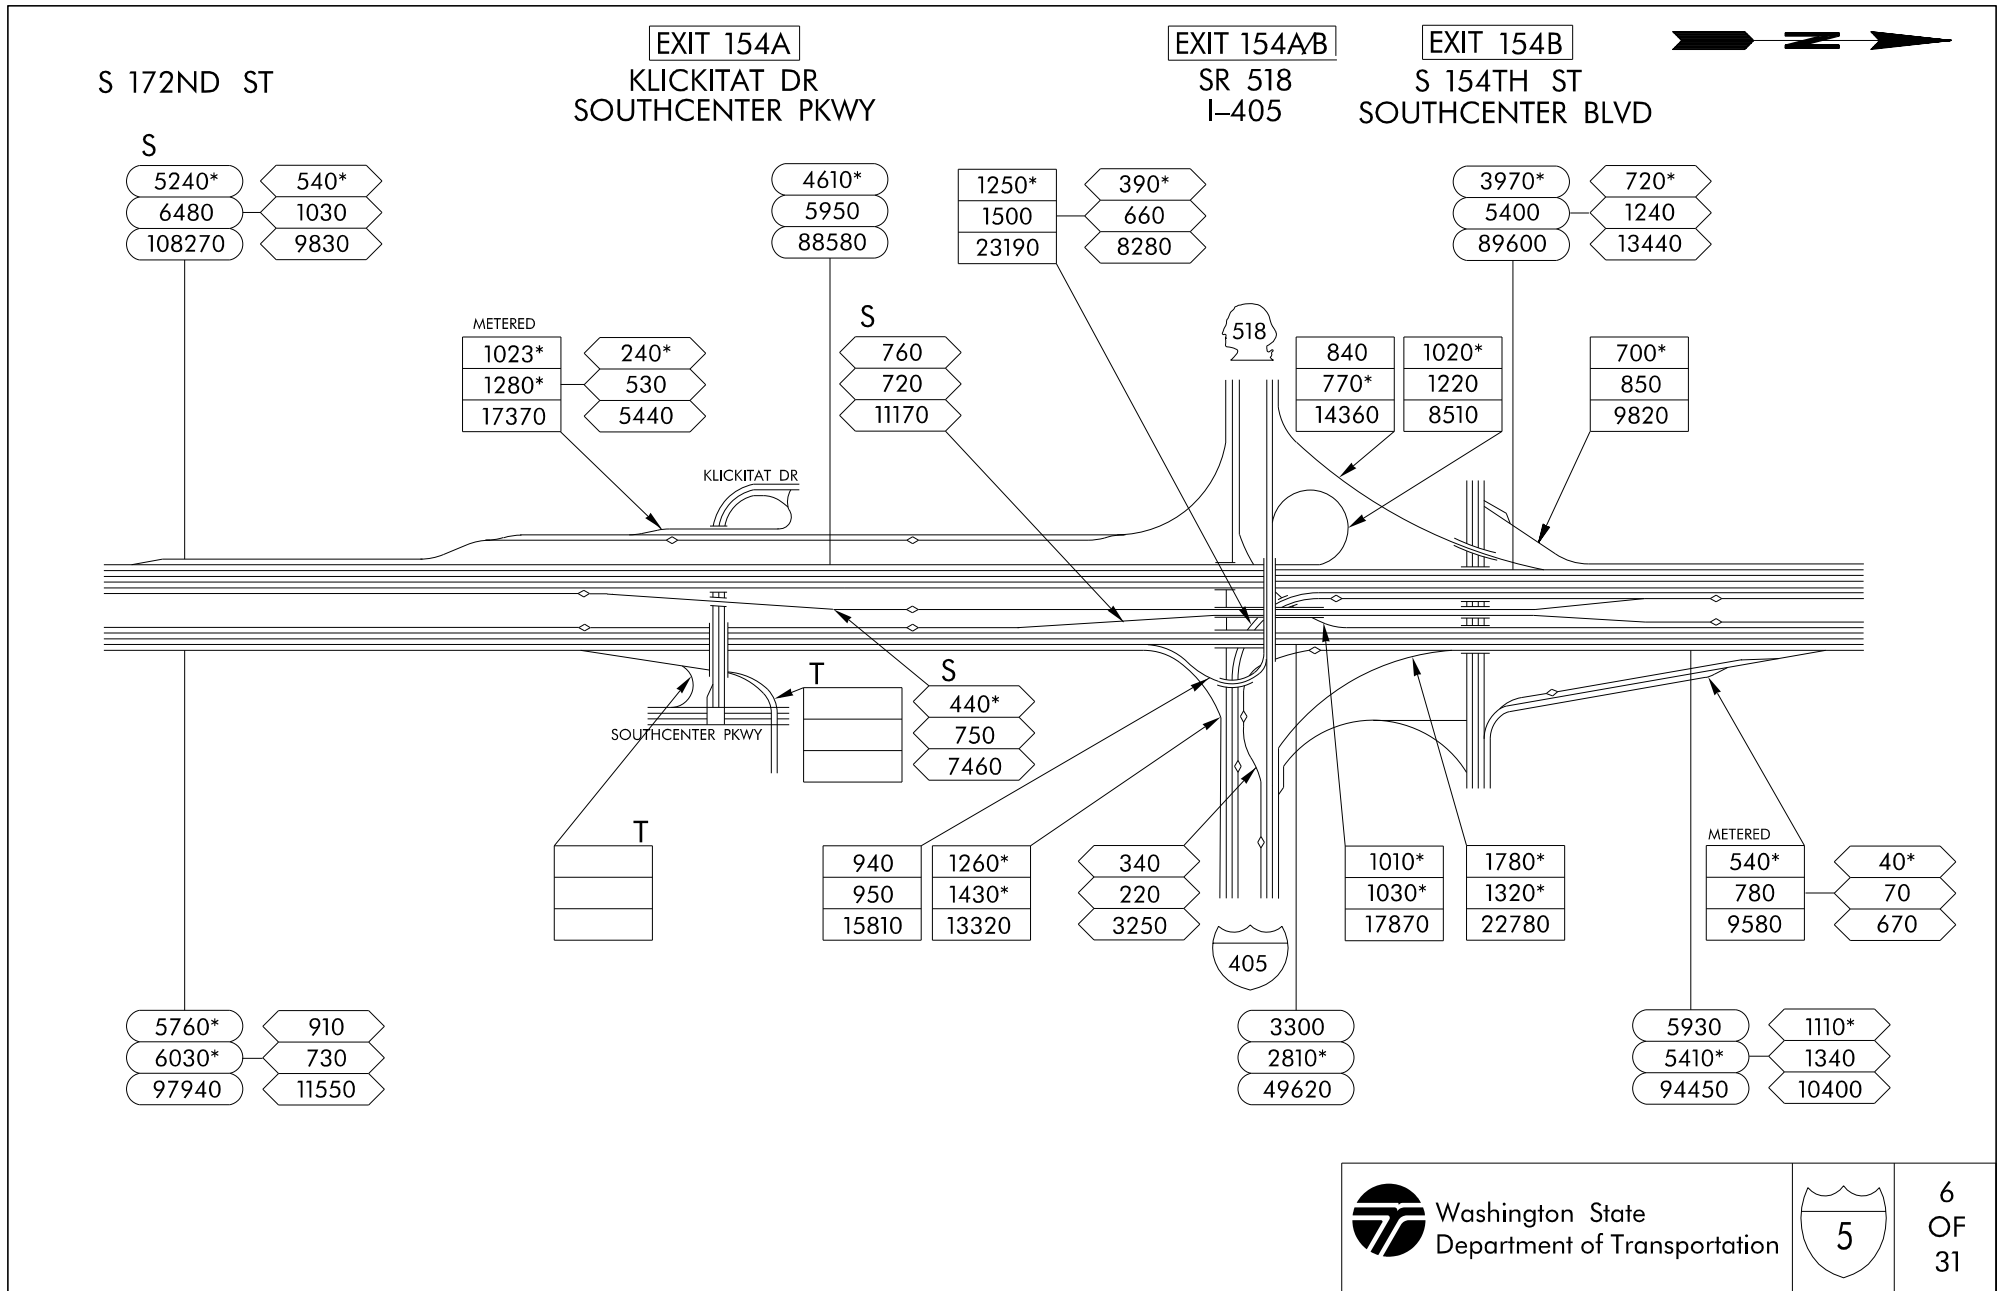 EXIT 154A
EXIT 154A/B
EXIT 154B
N
S 172ND ST
KLICKITAT DR
SOUTHCENTER PKWY
SR 518
I-405
S 154TH ST
SOUTHCENTER BLVD
S
5240* 540*
6480 1030
108270 9830
4610*
5950
88580
1250* 390*
1500 660
23190 8280
3970* 720*
5400 1240
89600 13440
METERED
1023* 240*
1280* 530
17370 5440
S
760
720
11170
518
840 1020*
770* 1220
14360 8510
700*
850
9820
KLICKITAT DR
SOUTHCENTER PKWY
T
S
440*
750
7460
T
940 1260*
950 1430*
15810 13320
340
220
3250
405
1010* 1780*
1030* 1320*
17870 22780
METERED
540* 40*
780 70
9580 670
5760* 910
6030* 730
97940 11550
3300
2810*
49620
5930 1110*
5410* 1340
94450 10400
Washington State
Department of Transportation
5
6
OF
31